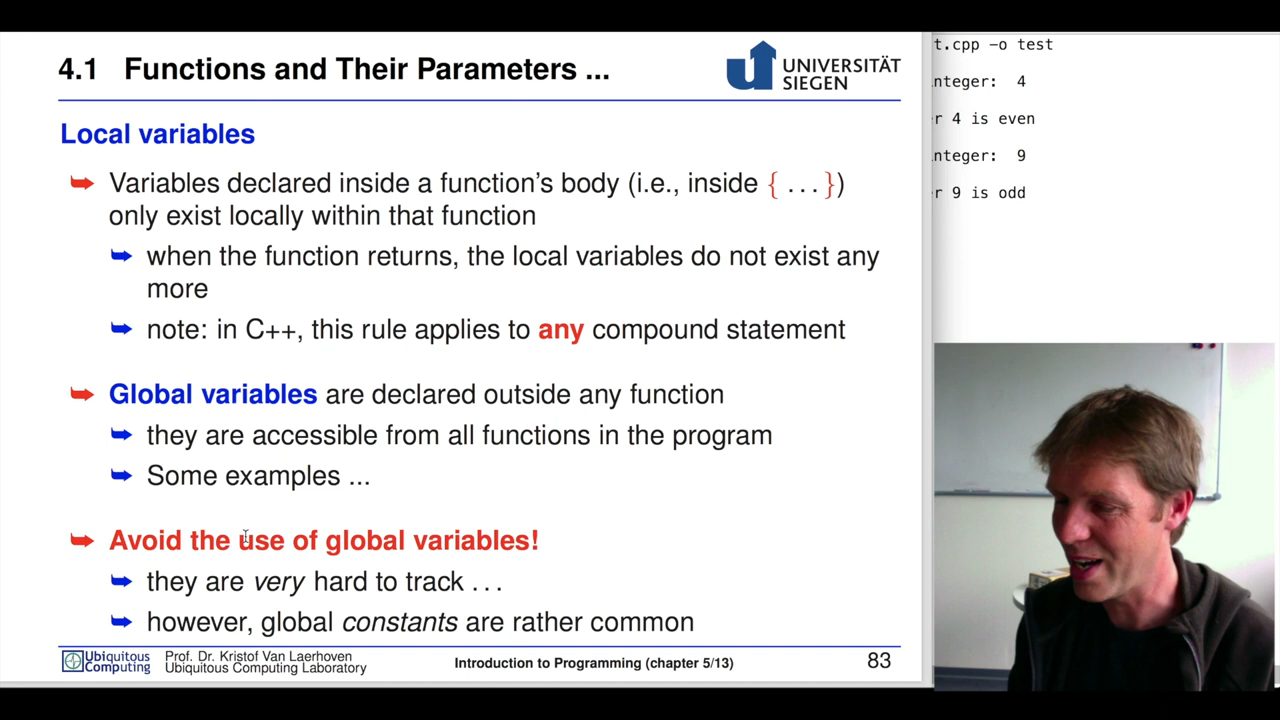 4.1 Functions and Their Parameters ...
UNIVERSITÄT
SIEGEN
Local variables
Variables declared inside a function's body (i.e., inside { ... })
only exist locally within that function
when the function returns, the local variables do not exist any
more
note: in C++, this rule applies to any compound statement
Global variables are declared outside any function
they are accessible from all functions in the program
Some examples ...
Avoid the use of global variables!
they are very hard to track ...
however, global constants are rather common
Ubiquitous
Computing
Prof. Dr. Kristof Van Laerhoven
Ubiquitous Computing Laboratory
Introduction to Programming (chapter 5/13)
83
t.cpp -o test
integer: 4
r 4 is even
integer: 9
r 9 is odd